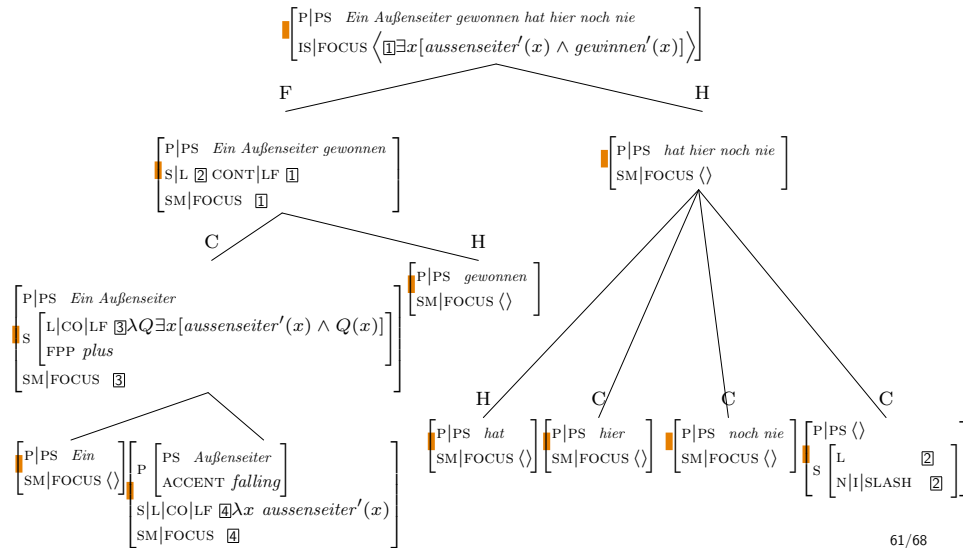 P|PS Ein Außenseiter gewonnen hat hier noch nie
IS|FOCUS ⟨[1]∃x[aussenseiter′(x) ∧ gewinnen′(x)]⟩
F
H
P|PS Ein Außenseiter gewonnen
S|L [2] CONT|LF [1]
SM|FOCUS [1]
P|PS hat hier noch nie
SM|FOCUS ⟨⟩
C
H
P|PS Ein Außenseiter
S [L|CO|LF [3]λQ∃x[aussenseiter′(x) ∧ Q(x)]
FPP plus]
SM|FOCUS [3]
P|PS gewonnen
SM|FOCUS ⟨⟩
H
C
C
C
P|PS Ein
SM|FOCUS ⟨⟩
P [PS Außenseiter
ACCENT falling]
S|L|CO|LF [4]λx aussenseiter′(x)
SM|FOCUS [4]
P|PS hat
SM|FOCUS ⟨⟩
P|PS hier
SM|FOCUS ⟨⟩
P|PS noch nie
SM|FOCUS ⟨⟩
P|PS ⟨⟩
S [L [2]
N|I|SLASH [2]]
61/68